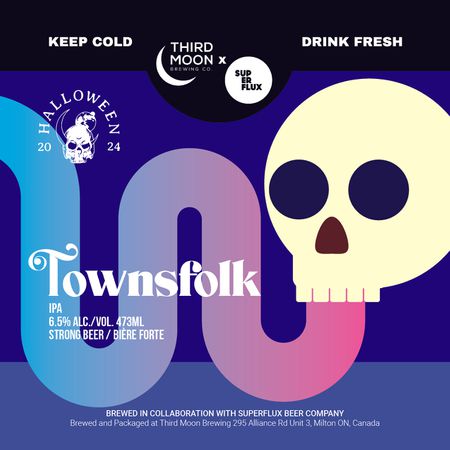 KEEP COLD
THIRD MOON
BREWING CO.
x
SUP
ER
FLUX
DRINK FRESH
HALLOWEEN
20 24
Townsfolk
IPA
6.5% ALC./VOL. 473ML
STRONG BEER / BIÈRE FORTE
BREWED IN COLLABORATION WITH SUPERFLUX BEER COMPANY
Brewed and Packaged at Third Moon Brewing 295 Alliance Rd Unit 3, Milton ON, Canada